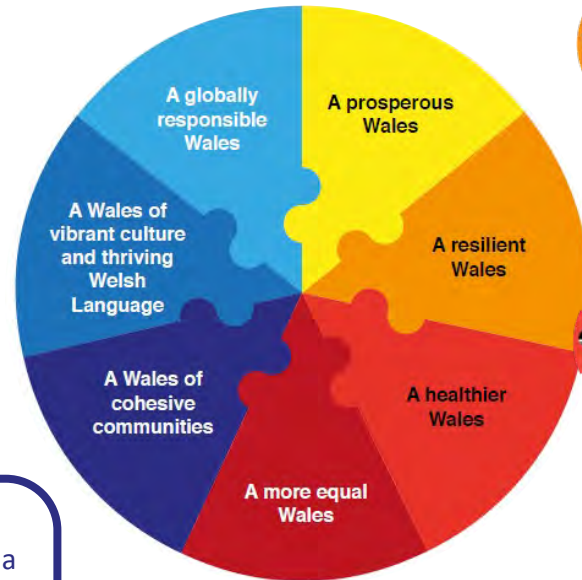 A globally
responsible
Wales
A prosperous
Wales
A resilient
Wales
A healthier
Wales
A more equal
Wales
A Wales of
cohesive
communities
A Wales of
vibrant culture
and thriving
Welsh
Language
a